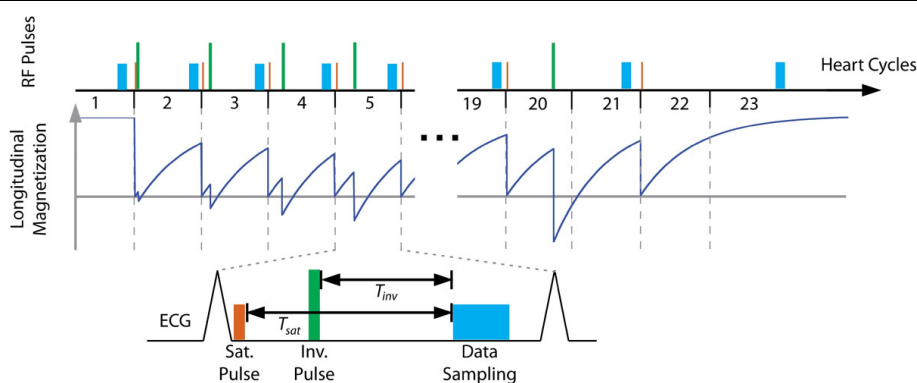 RF Pulses
Heart Cycles
1 2 3 4 5 19 20 21 22 23
Longitudinal
Magnetization
...
T_inv
ECG
T_sat
Sat.
Pulse
Inv.
Pulse
Data
Sampling